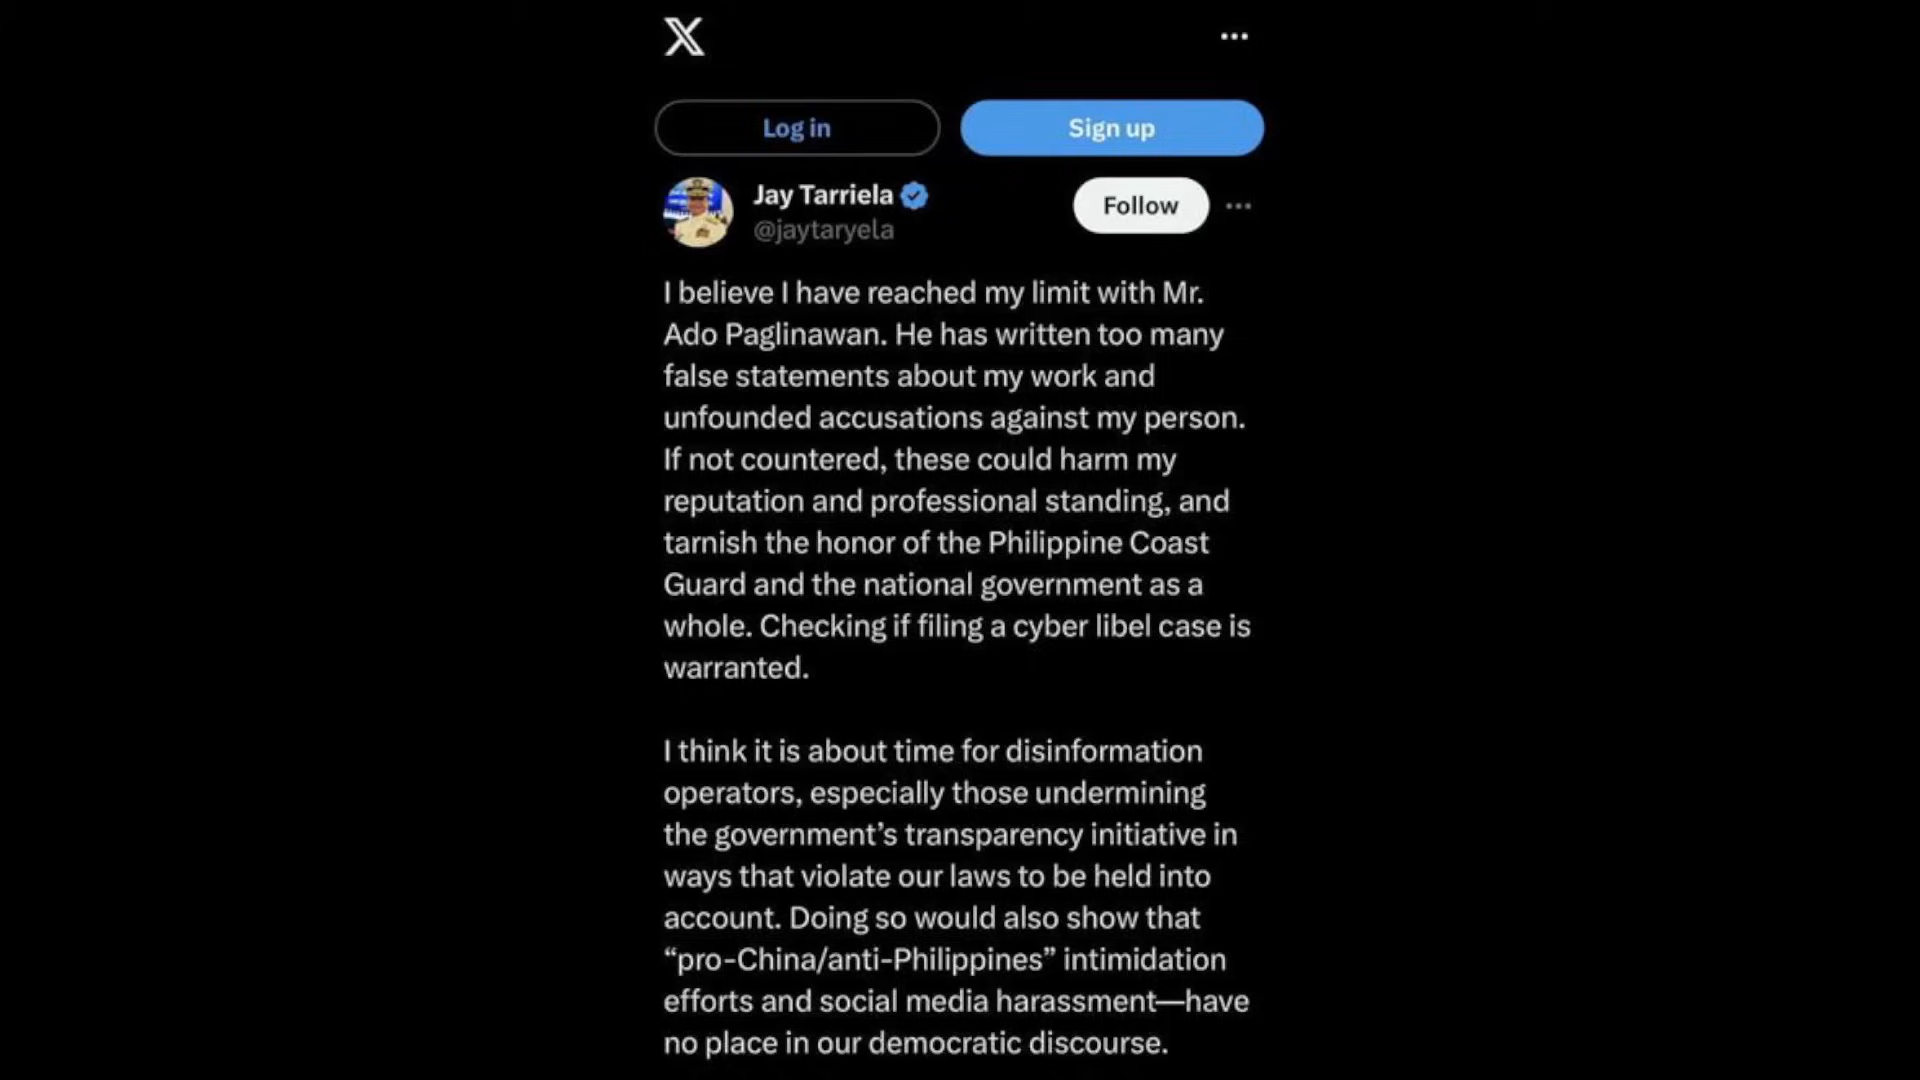 X
Log in
Sign up
Jay Tarriela
Follow
@jaytaryela
I believe I have reached my limit with Mr.
Ado Paglinawan. He has written too many
false statements about my work and
unfounded accusations against my person.
If not countered, these could harm my
reputation and professional standing, and
tarnish the honor of the Philippine Coast
Guard and the national government as a
whole. Checking if filing a cyber libel case is
warranted.
I think it is about time for disinformation
operators, especially those undermining
the government’s transparency initiative in
ways that violate our laws to be held into
account. Doing so would also show that
“pro-China/anti-Philippines” intimidation
efforts and social media harassment—have
no place in our democratic discourse.